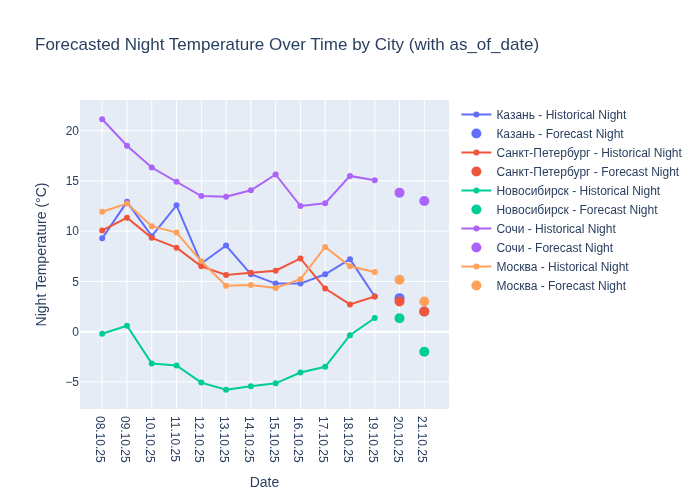 Forecasted Night Temperature Over Time by City (with as_of_date)
Night Temperature (°C)
20
15
10
5
0
−5
08.10.25
09.10.25
10.10.25
11.10.25
12.10.25
13.10.25
14.10.25
15.10.25
16.10.25
17.10.25
18.10.25
19.10.25
20.10.25
21.10.25
Date
Казань - Historical Night
Казань - Forecast Night
Санкт-Петербург - Historical Night
Санкт-Петербург - Forecast Night
Новосибирск - Historical Night
Новосибирск - Forecast Night
Сочи - Historical Night
Сочи - Forecast Night
Москва - Historical Night
Москва - Forecast Night